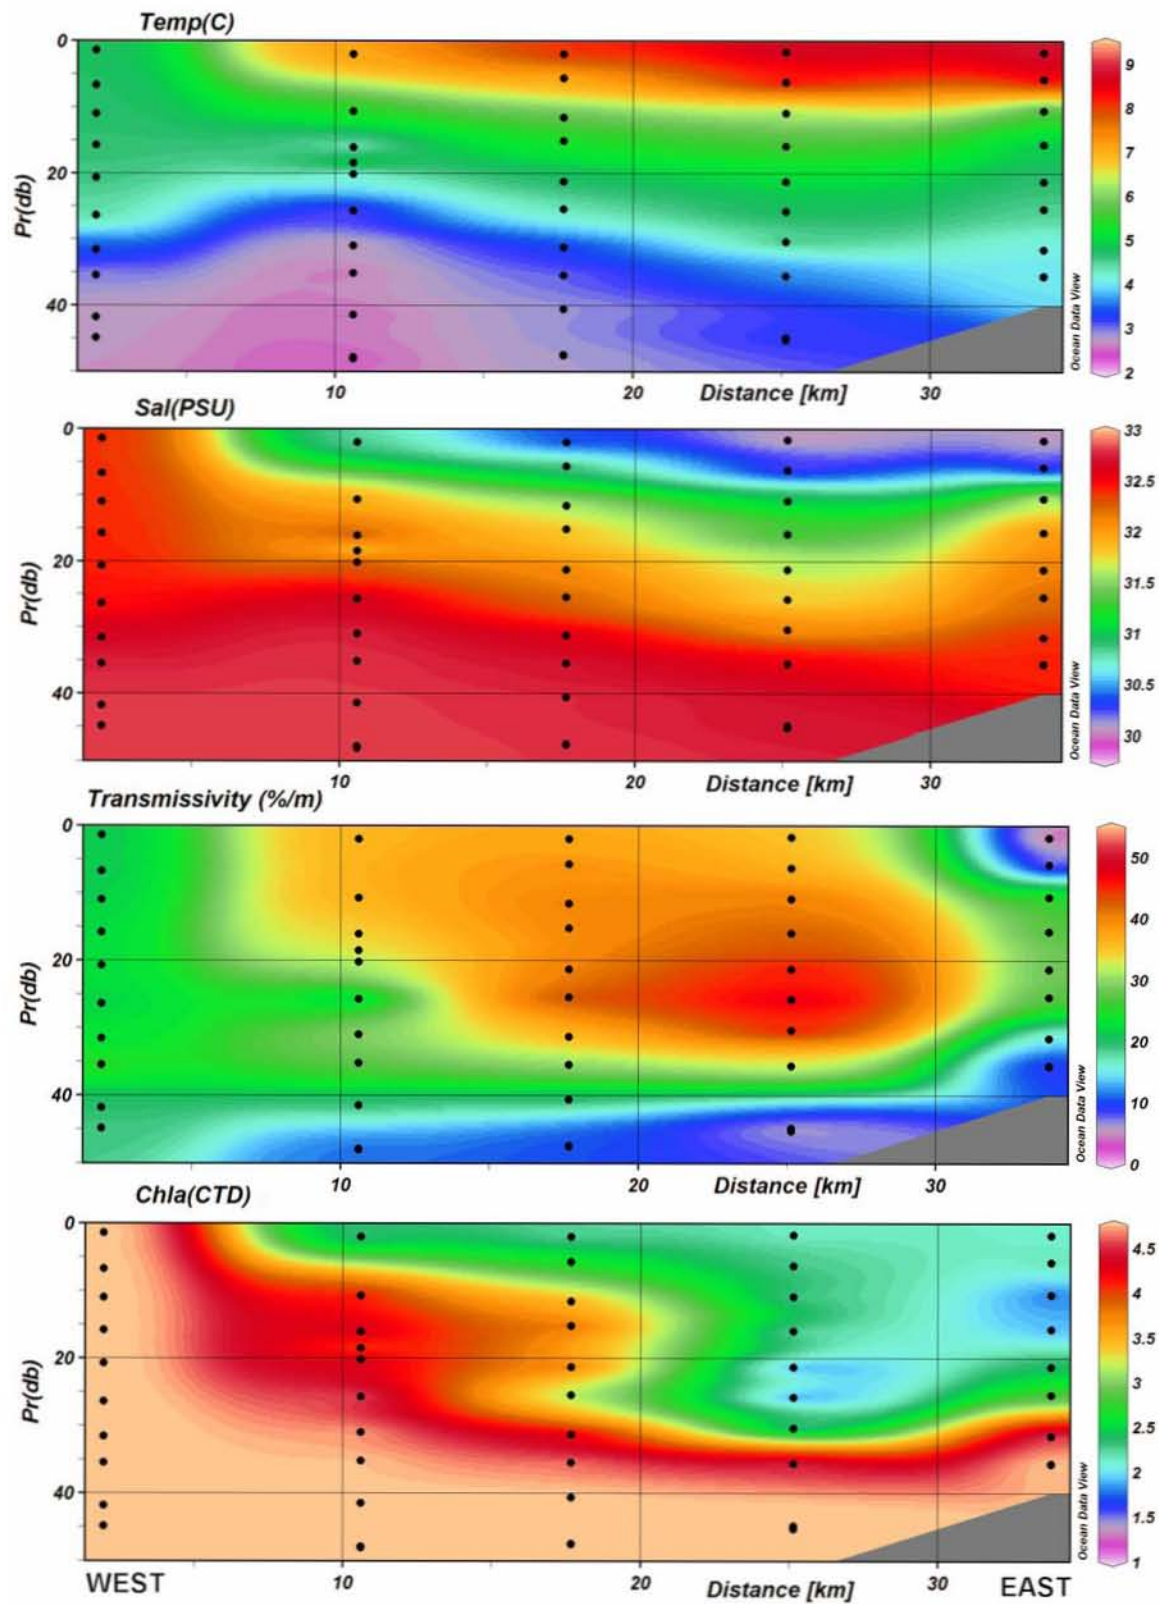 Temp(C)
0
20
40
Pr(db)
10
20
Distance [km]
30
Ocean Data View
9
8
7
6
5
4
3
2
Sal(PSU)
0
20
40
Pr(db)
10
20
Distance [km]
30
Ocean Data View
33
32.5
32
31.5
31
30.5
30
Transmissivity (%/m)
0
20
40
Pr(db)
10
20
Distance [km]
30
Ocean Data View
50
40
30
20
10
0
Chla(CTD)
0
20
40
Pr(db)
10
20
Distance [km]
30
Ocean Data View
4.5
4
3.5
3
2.5
2
1.5
1
WEST
EAST